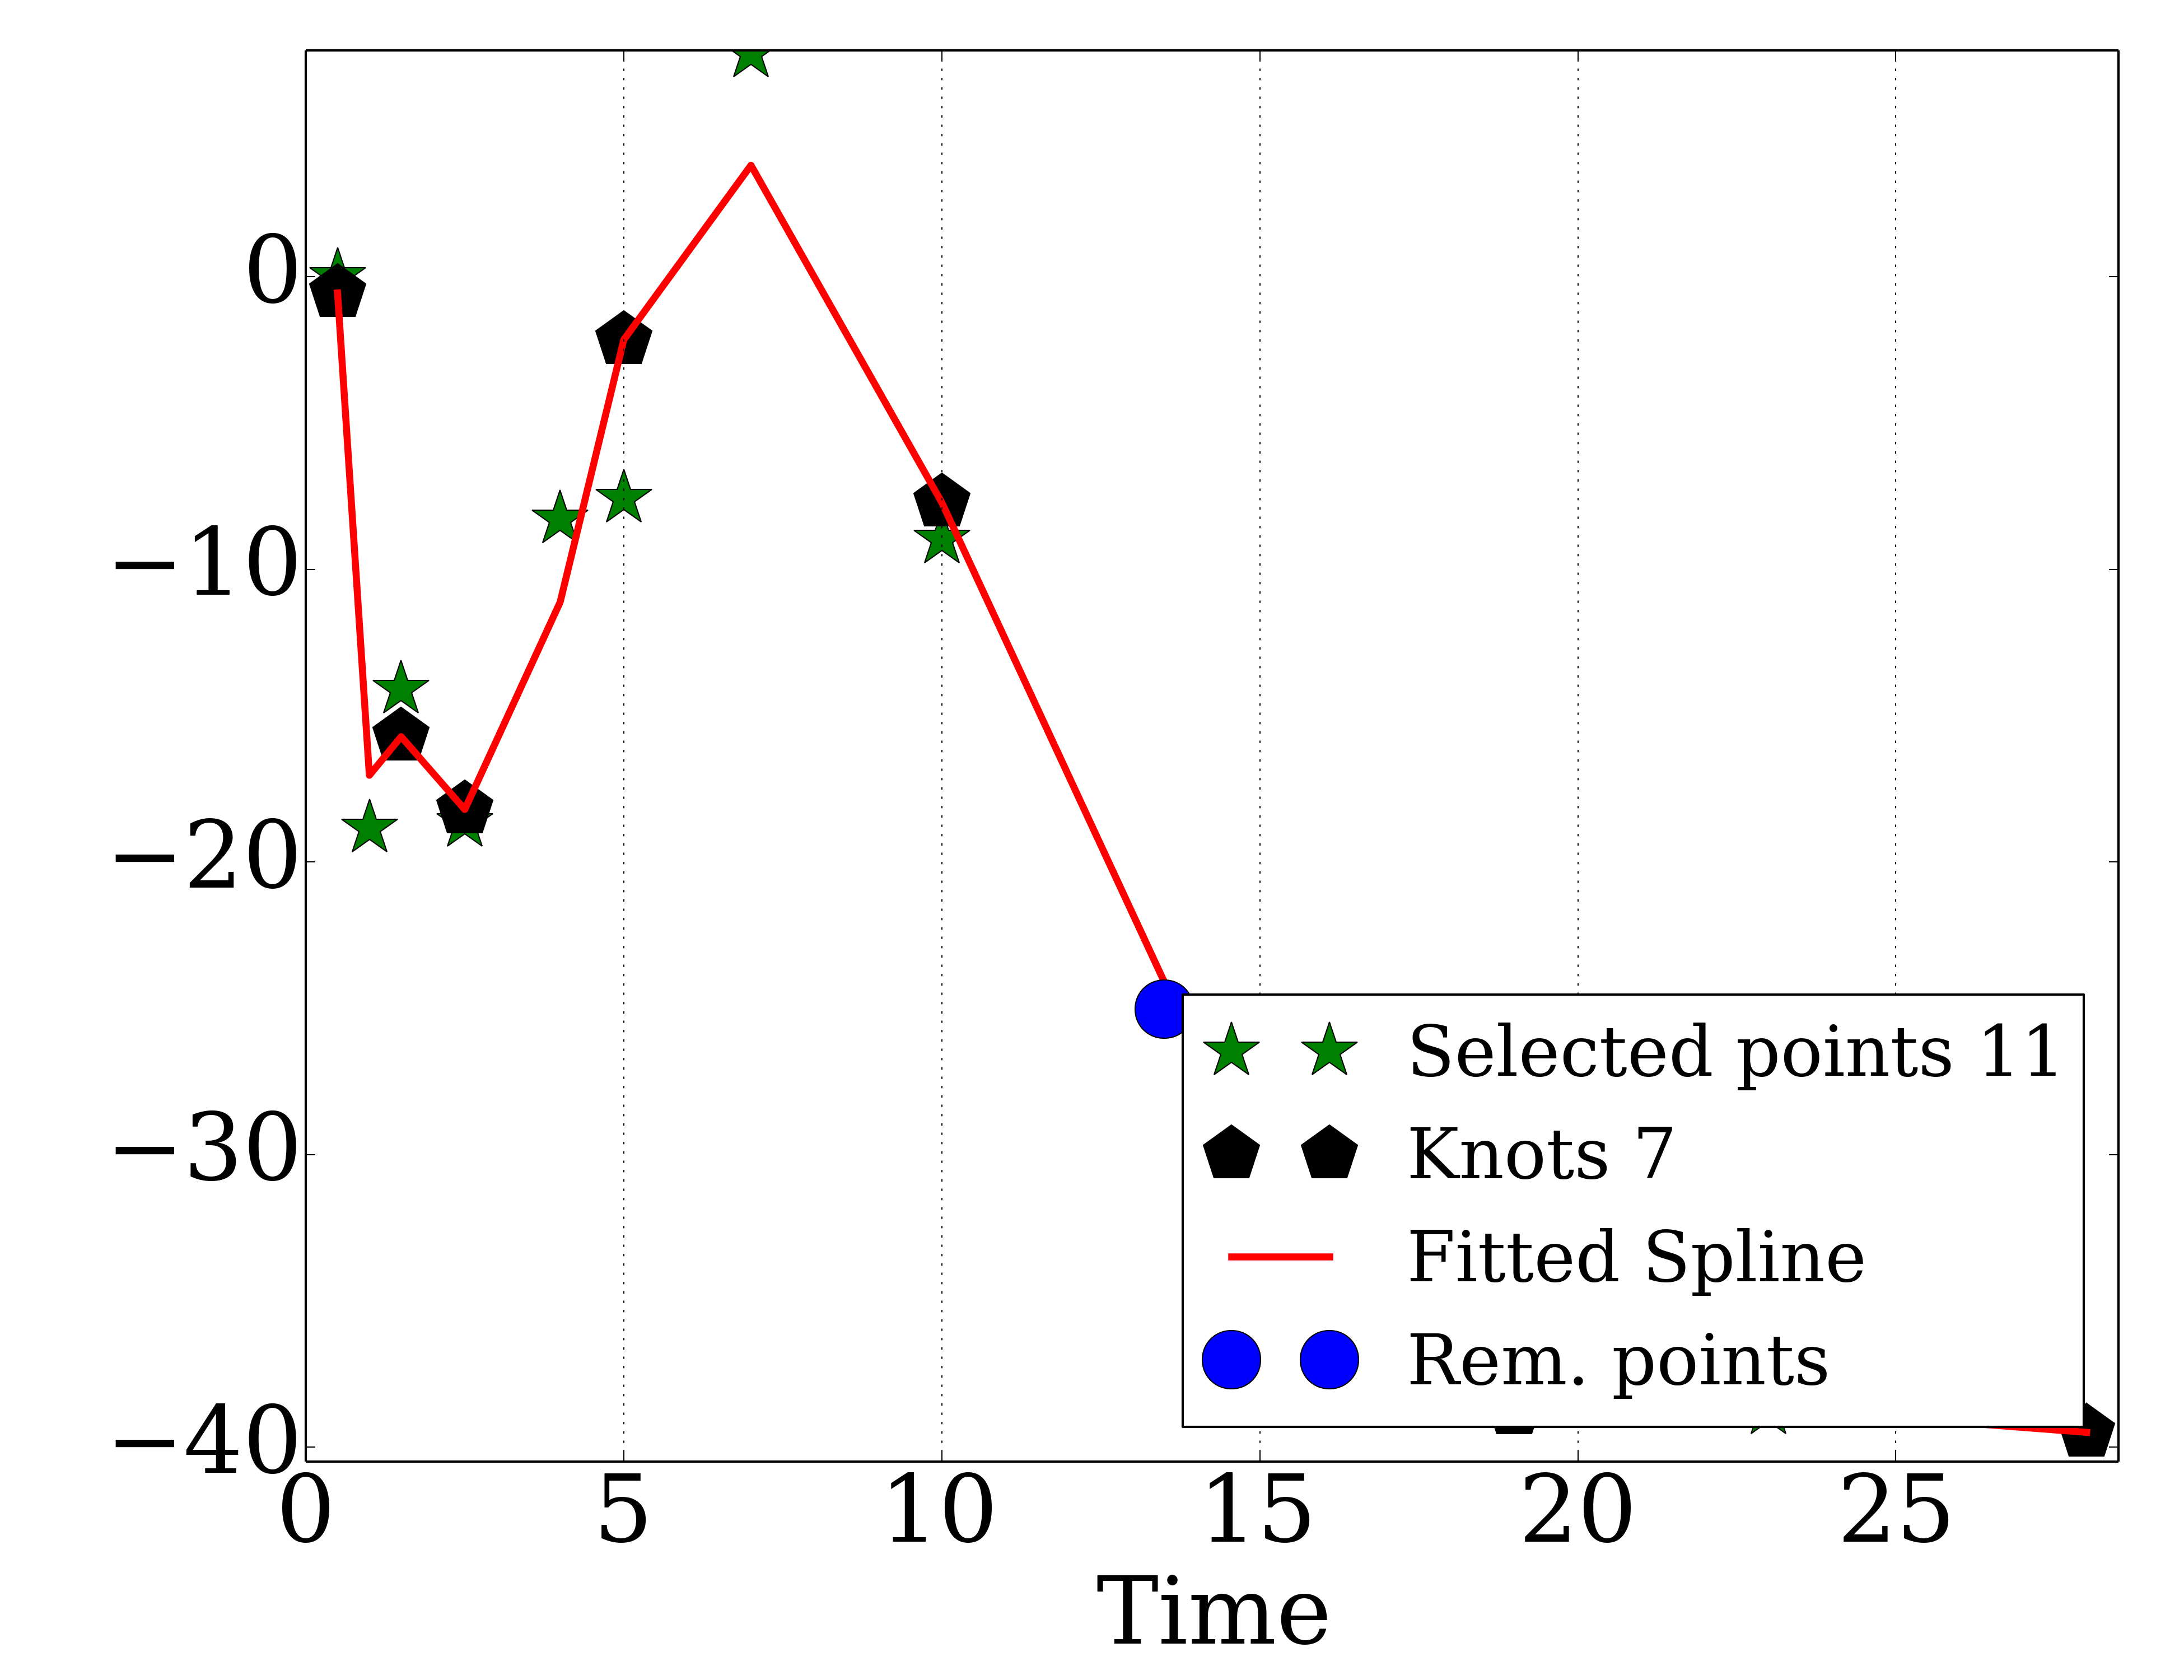 0
−10
−20
−30
−40
0 5 10 15 20 25
Time
Selected points 11
Knots 7
Fitted Spline
Rem. points